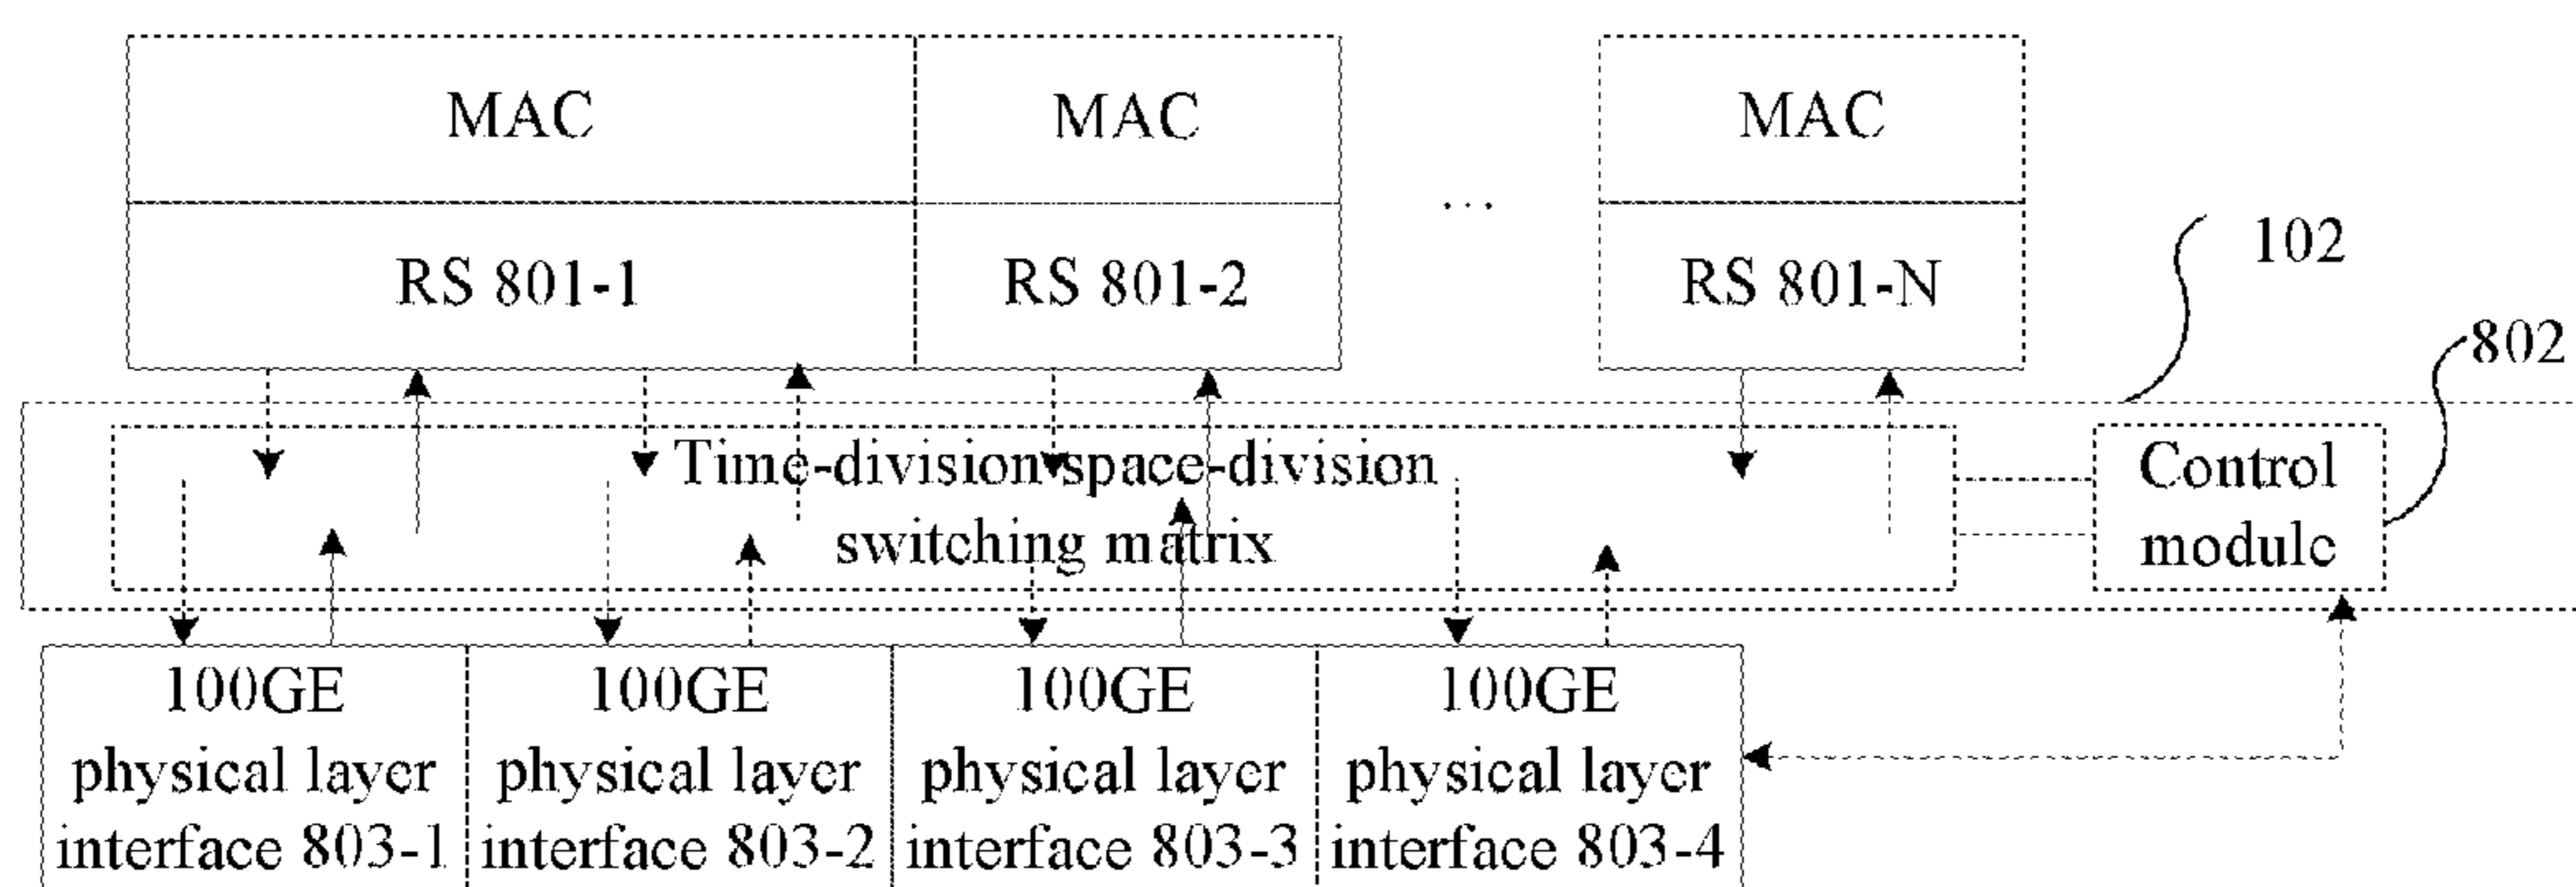 MAC
MAC
MAC
RS 801-1
RS 801-2
...
RS 801-N
102
802
Time-division space-division
switching matrix
Control
module
100GE
physical layer
interface 803-1
100GE
physical layer
interface 803-2
100GE
physical layer
interface 803-3
100GE
physical layer
interface 803-4